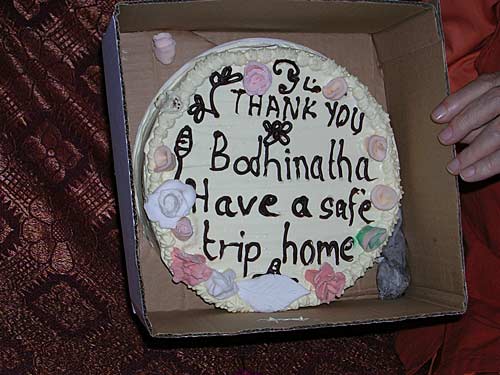 ॐ
THANK YOU
Bodhinatha
Have a safe
trip home